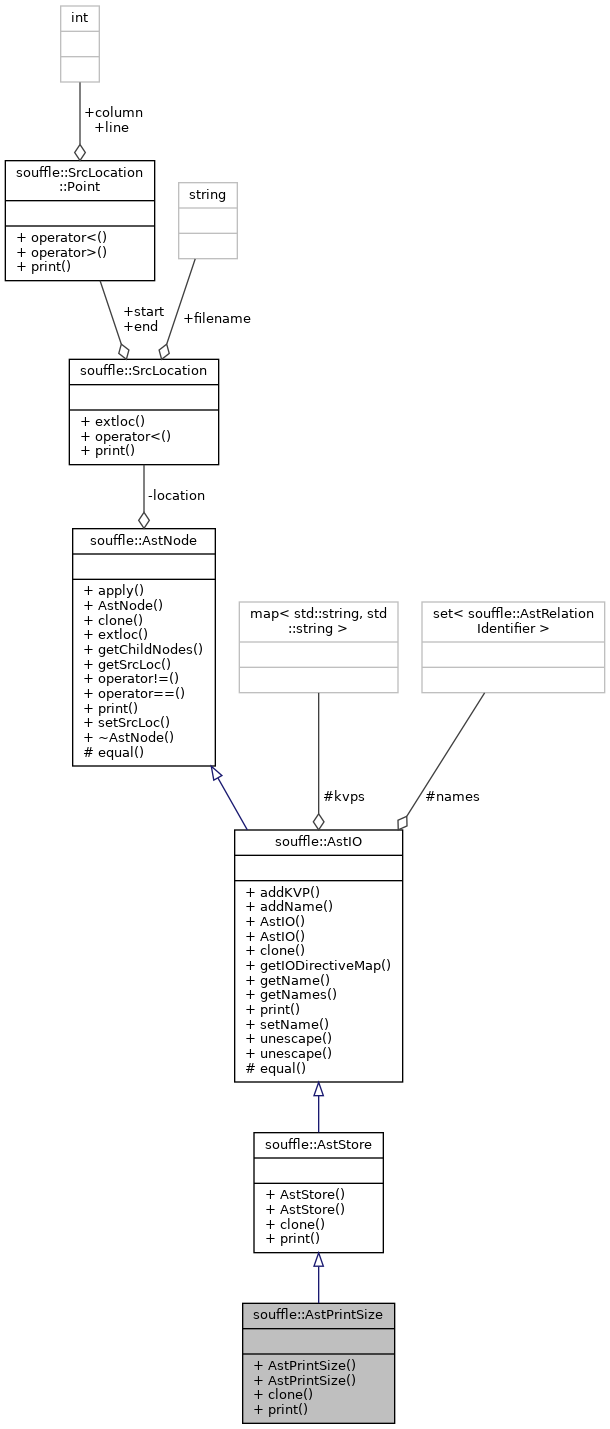 int
+column
+line
souffle::SrcLocation
::Point
+ operator<()
+ operator>()
+ print()
string
+start
+end
+filename
souffle::SrcLocation
+ extloc()
+ operator<()
+ print()
-location
souffle::AstNode
+ apply()
+ AstNode()
+ clone()
+ extloc()
+ getChildNodes()
+ getSrcLoc()
+ operator!=()
+ operator==()
+ print()
+ setSrcLoc()
+ ~AstNode()
# equal()
map< std::string, std
::string >
set< souffle::AstRelation
Identifier >
#kvps
#names
souffle::AstIO
+ addKVP()
+ addName()
+ AstIO()
+ AstIO()
+ clone()
+ getIODirectiveMap()
+ getName()
+ getNames()
+ print()
+ setName()
+ unescape()
+ unescape()
# equal()
souffle::AstStore
+ AstStore()
+ AstStore()
+ clone()
+ print()
souffle::AstPrintSize
+ AstPrintSize()
+ AstPrintSize()
+ clone()
+ print()